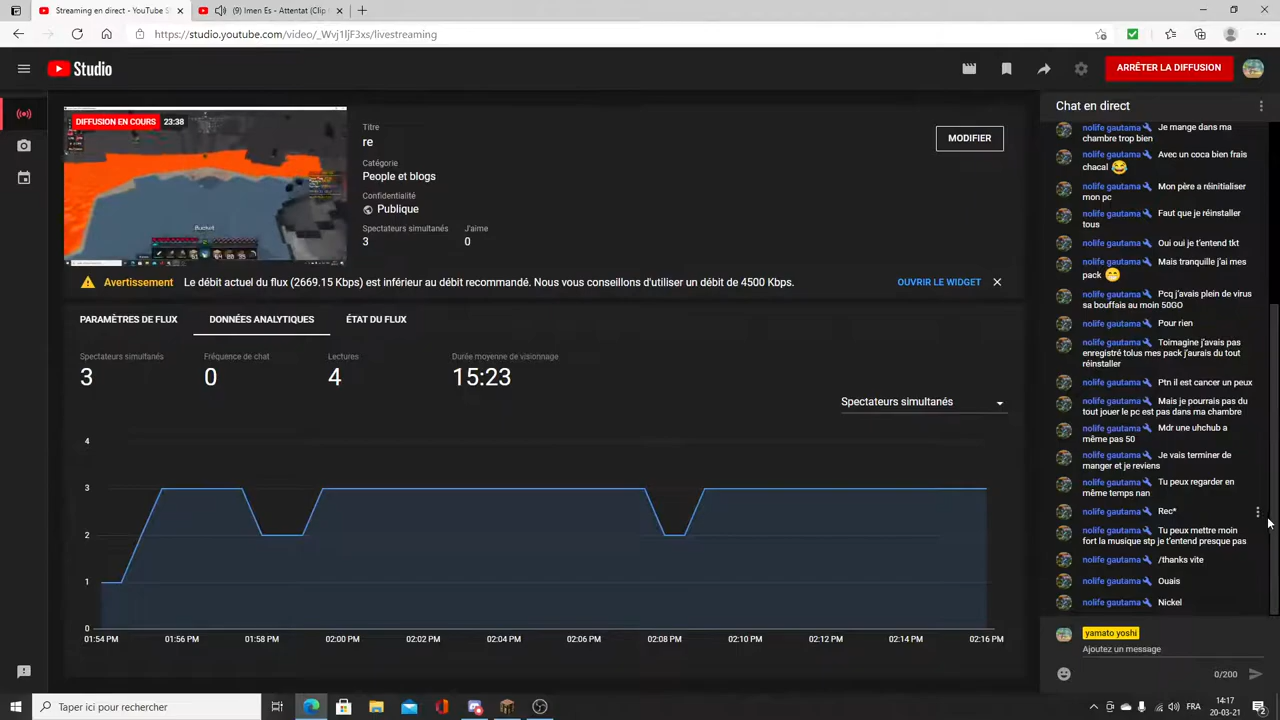 Streaming en direct - YouTube S
(9) Imen Es - Attentat (Clip
https://studio.youtube.com/video/_Wvj1ljF3xs/livestreaming
Studio
ARRÊTER LA DIFFUSION
DIFFUSION EN COURS 23:38
Titre
re
Catégorie
People et blogs
Confidentialité
Publique
Spectateurs simultanés J'aime
3 0
MODIFIER
Avertissement Le débit actuel du flux (2669.15 Kbps) est inférieur au débit recommandé. Nous vous conseillons d'utiliser un débit de 4500 Kbps.
OUVRIR LE WIDGET
PARAMÈTRES DE FLUX DONNÉES ANALYTIQUES ÉTAT DU FLUX
Spectateurs simultanés Fréquence de chat Lectures Durée moyenne de visionnage
3 0 4 15:23
Spectateurs simultanés
4
3
2
1
0
01:54 PM 01:56 PM 01:58 PM 02:00 PM 02:02 PM 02:04 PM 02:06 PM 02:08 PM 02:10 PM 02:12 PM 02:14 PM 02:16 PM
Chat en direct
nolife gautama Je mange dans ma
chambre trop bien
nolife gautama Avec un coca bien frais
chacal 😂
nolife gautama Mon père a réinitialiser
mon pc
nolife gautama Faut que je réinstaller
tous
nolife gautama Oui oui je t'entend tkt
nolife gautama Mais tranquille j'ai mes
pack 😁
nolife gautama Pcq j'avais plein de virus
sa bouffais au moin 50GO
nolife gautama Pour rien
nolife gautama Toimagine j'avais pas
enregistré tolus mes pack j'aurais du tout
réinstaller
nolife gautama Ptn il est cancer un peux
nolife gautama Mais je pourrais pas du
tout jouer le pc est pas dans ma chambre
nolife gautama Mdr une uhchub a
même pas 50
nolife gautama Je vais terminer de
manger et je reviens
nolife gautama Tu peux regarder en
même temps nan
nolife gautama Rec*
nolife gautama Tu peux mettre moin
fort la musique stp je t'entend presque pas
nolife gautama /thanks vite
nolife gautama Ouais
nolife gautama Nickel
yamato yoshi
Ajoutez un message
0/200
Taper ici pour rechercher
FRA
14:17
20-03-21
2